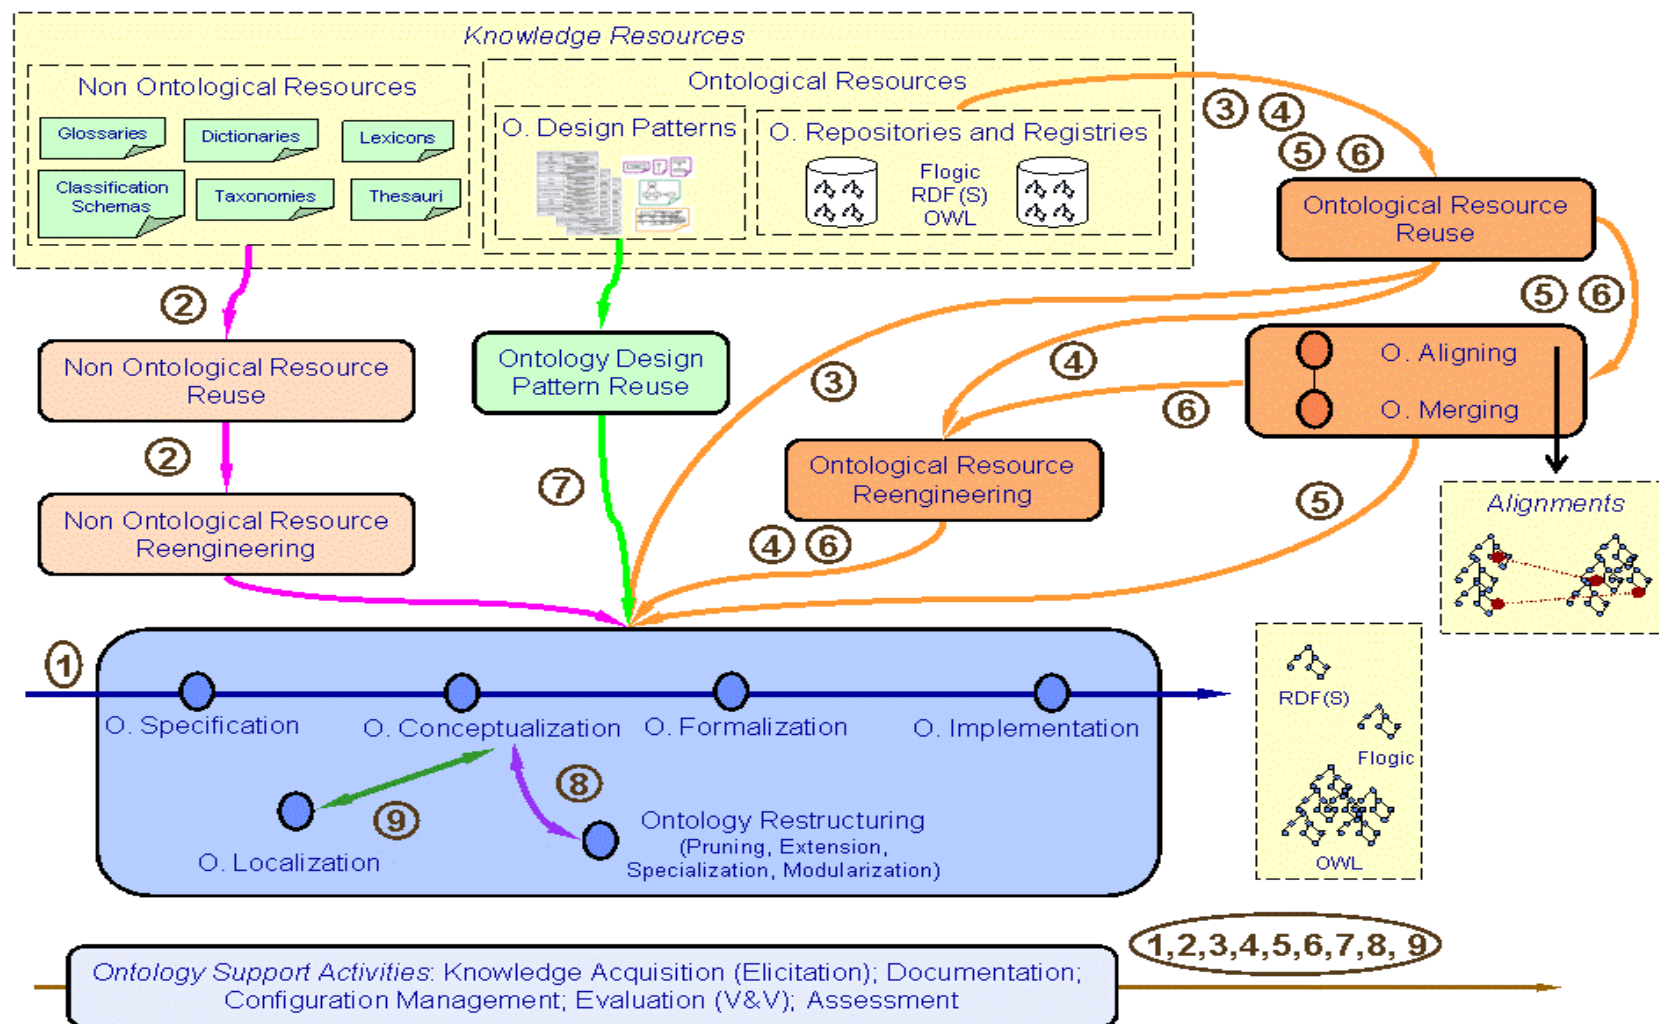 Knowledge Resources
Non Ontological Resources
Glossaries
Dictionaries
Lexicons
Classification
Schemas
Taxonomies
Thesauri
Ontological Resources
O. Design Patterns
O. Repositories and Registries
Flogic
RDF(S)
OWL
3 4
5 6
Ontological Resource
Reuse
5 6
2
Non Ontological Resource
Reuse
2
Non Ontological Resource
Reengineering
Ontology Design
Pattern Reuse
7
3
4
6
O. Aligning
O. Merging
Ontological Resource
Reengineering
4 6
5
Alignments
1
O. Specification
O. Conceptualization
O. Formalization
O. Implementation
9
8
O. Localization
Ontology Restructuring
(Pruning, Extension,
Specialization, Modularization)
RDF(S)
Flogic
OWL
1,2,3,4,5,6,7,8, 9
Ontology Support Activities: Knowledge Acquisition (Elicitation); Documentation;
Configuration Management; Evaluation (V&V); Assessment